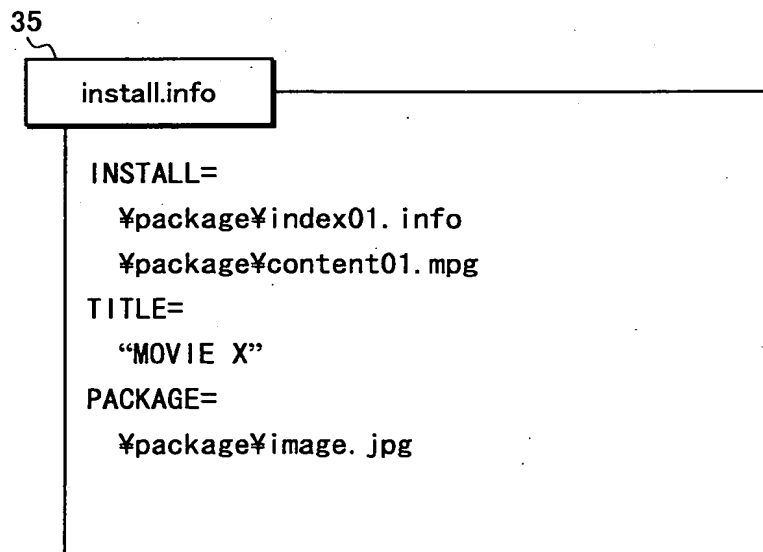 35
install.info
INSTALL=
¥package¥index01.info
¥package¥content01.mpg
TITLE=
“MOVIE X”
PACKAGE=
¥package¥image.jpg